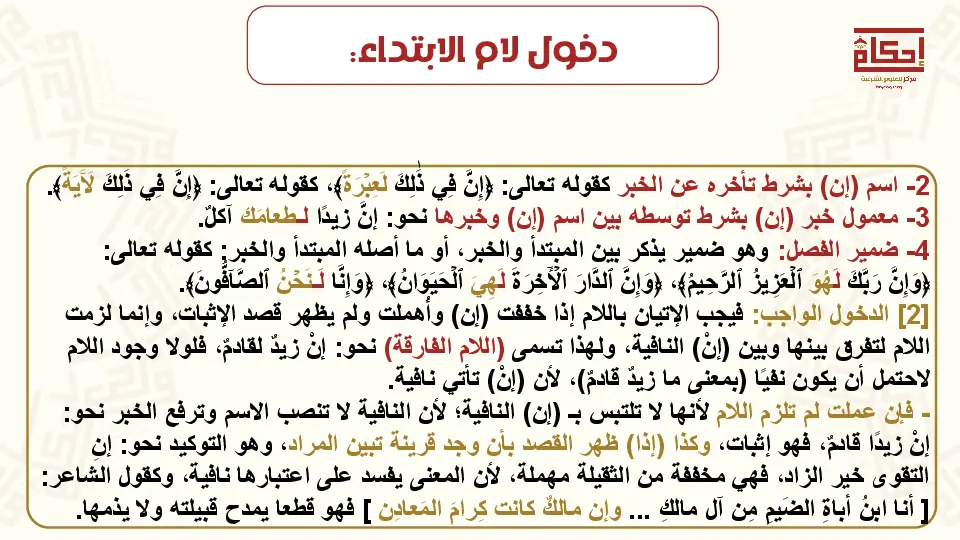 دخول لام الابتداء:
إحكام
مركز للعلوم الشرعية
2- اسم (إن) بشرط تأخره عن الخبر كقوله تعالى: ﴿إِنَّ فِي ذَٰلِكَ لَعِبْرَةً﴾، كقوله تعالى: ﴿إِنَّ فِي ذَلِكَ لَآيَةً﴾.
3- معمول خبر (إن) بشرط توسطه بين اسم (إن) وخبرها نحو: إنَّ زيدًا لـطعامَك آكلٌ.
4- ضمير الفصل: وهو ضمير يذكر بين المبتدأ والخبر، أو ما أصله المبتدأ والخبر: كقوله تعالى:
﴿وَإِنَّ رَبَّكَ لَهُوَ ٱلْعَزِيزُ ٱلرَّحِيمُ﴾، ﴿وَإِنَّ ٱلدَّارَ ٱلْآخِرَةَ لَهِيَ ٱلْحَيَوَانُ﴾، ﴿وَإِنَّا لَـنَحْنُ ٱلصَّآفُّونَ﴾.
[2] الدخول الواجب: فيجب الإتيان باللام إذا خففت (إن) وأُهملت ولم يظهر قصد الإثبات، وإنما لزمت
اللام لتفرق بينها وبين (إنْ) النافية، ولهذا تسمى (اللام الفارقة) نحو: إنْ زيدٌ لقادمٌ، فلولا وجود اللام
لاحتمل أن يكون نفيًا (بمعنى ما زيدٌ قادمٌ)، لأن (إنْ) تأتي نافية.
- فإن عملت لم تلزم اللام لأنها لا تلتبس بـ (إن) النافية؛ لأن النافية لا تنصب الاسم وترفع الخبر نحو:
إنْ زيدًا قادمٌ، فهو إثبات، وكذا (إذا) ظهر القصد بأن وجد قرينة تبين المراد، وهو التوكيد نحو: إنِ
التقوى خير الزاد، فهي مخففة من الثقيلة مهملة، لأن المعنى يفسد على اعتبارها نافية، وكقول الشاعر:
[ أنا ابنُ أباةِ الضَيمِ مِن آل مالكِ ... وإن مالكٌ كانت كِرامَ المَعادِن ] فهو قطعا يمدح قبيلته ولا يذمها.